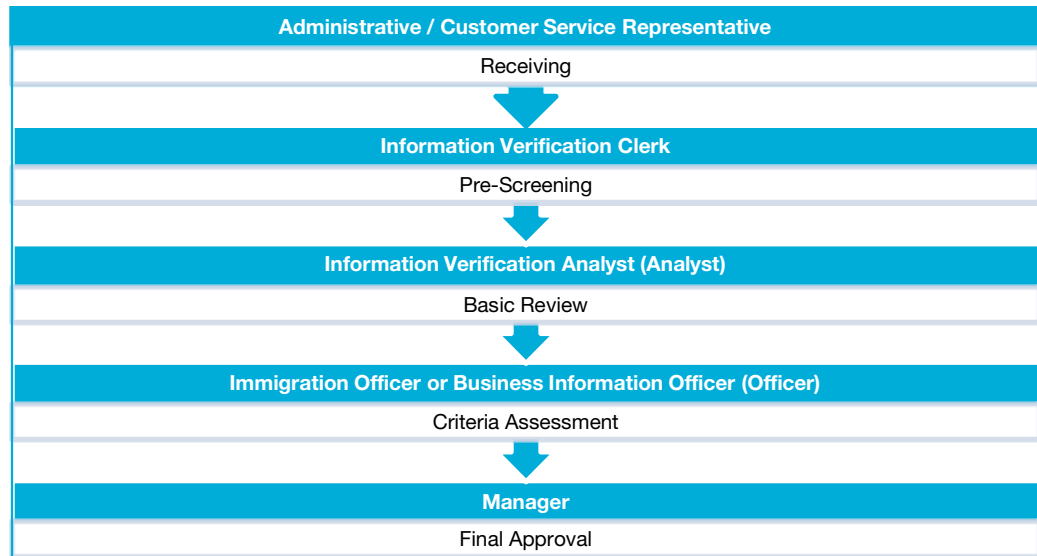 Administrative / Customer Service Representative
Receiving
Information Verification Clerk
Pre-Screening
Information Verification Analyst (Analyst)
Basic Review
Immigration Officer or Business Information Officer (Officer)
Criteria Assessment
Manager
Final Approval